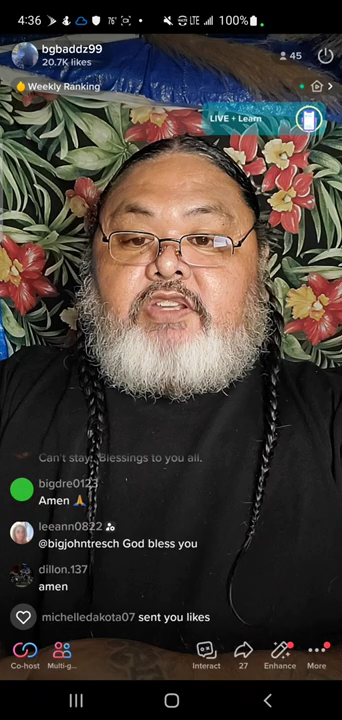 4:36
76°
LTE
100%
bgbaddz99
20.7K likes
45
Weekly Ranking
LIVE + Learn
Can't stay. Blessings to you all.
bigdre0123
Amen 🙏
leeann0822
@bigjohntresch God bless you
dillon.137
amen
michelledakota07 sent you likes
Co-host
Multi-g...
Interact
27
Enhance
More